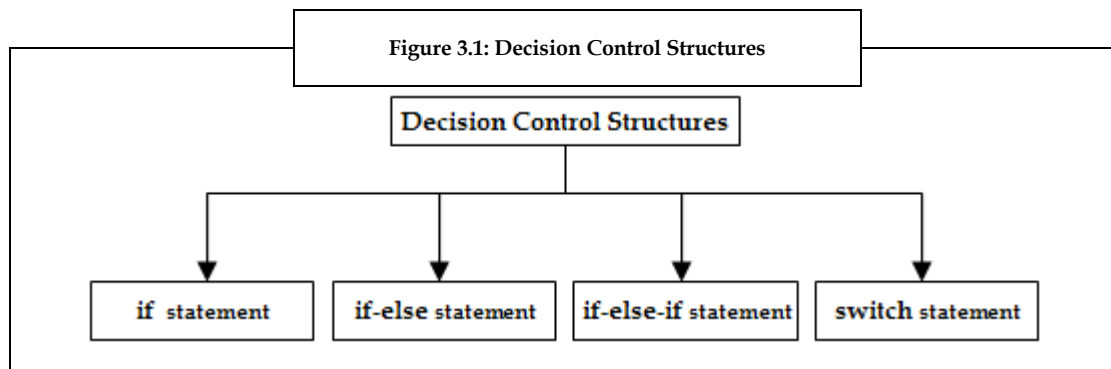 Figure 3.1: Decision Control Structures
Decision Control Structures
if statement
if-else statement
if-else-if statement
switch statement